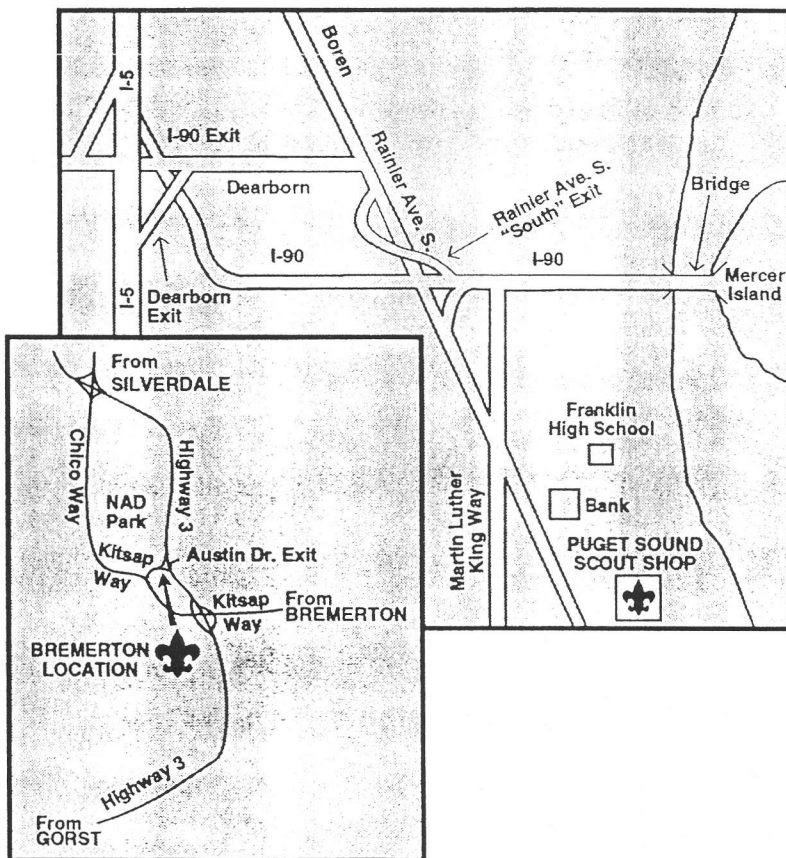 Boren
I-5
I-90 Exit
Dearborn
Rainier Ave. S.
Rainier Ave. S.
"South" Exit
Bridge
I-90
I-90
Mercer
Island
I-5
Dearborn
Exit
Franklin
High School
Bank
Martin Luther
King Way
PUGET SOUND
SCOUT SHOP
From
SILVERDALE
Chico Way
Highway 3
NAD
Park
Austin Dr. Exit
Kitsap
Way
Kitsap
Way
From
BREMERTON
BREMERTON
LOCATION
Highway 3
From
GORST